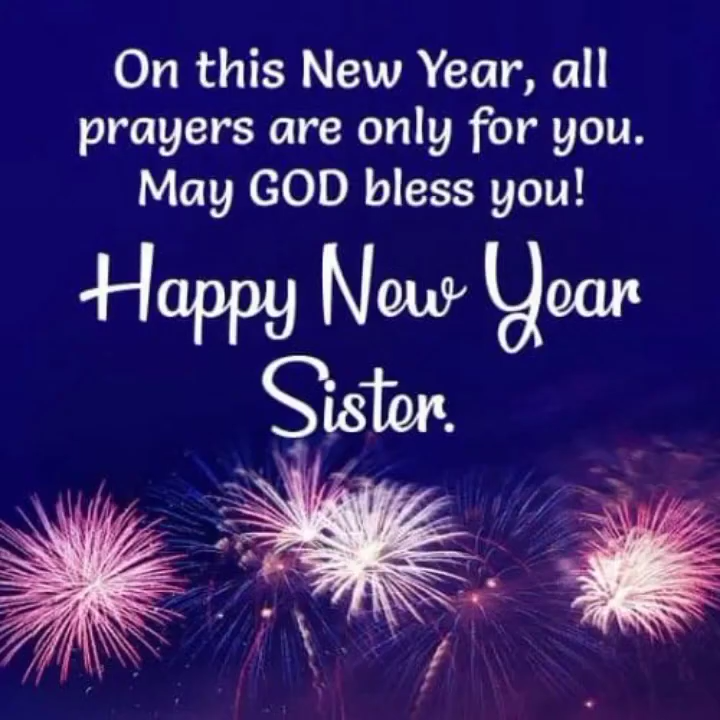 On this New Year, all
prayers are only for you.
May GOD bless you!
Happy New Year
Sister.